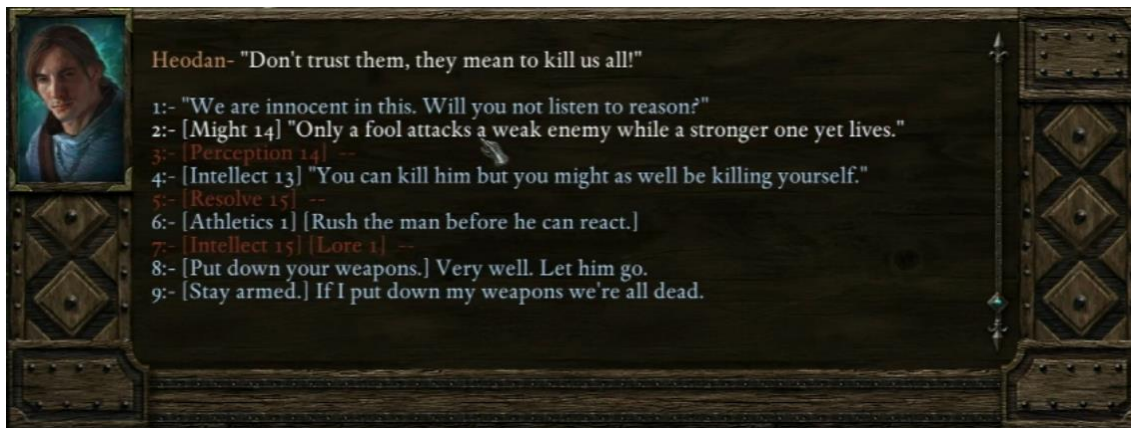 Heodan- "Don't trust them, they mean to kill us all!"
1:- "We are innocent in this. Will you not listen to reason?"
2:- [Might 14] "Only a fool attacks a weak enemy while a stronger one yet lives."
3:- [Perception 14] --
4:- [Intellect 13] "You can kill him but you might as well be killing yourself."
5:- [Resolve 15] --
6:- [Athletics 1] [Rush the man before he can react.]
7:- [Intellect 15] [Lore 1] --
8:- [Put down your weapons.] Very well. Let him go.
9:- [Stay armed.] If I put down my weapons we're all dead.